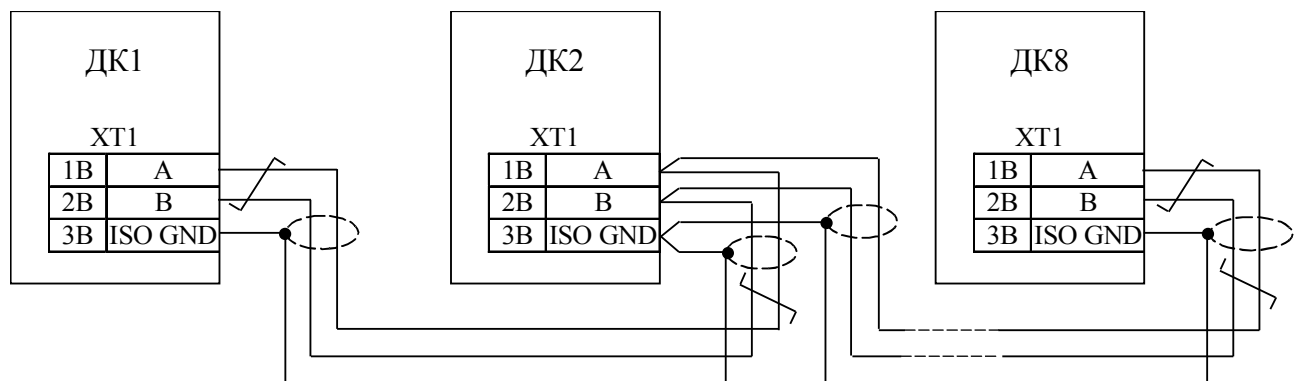 ДК1
XT1
1B A
2B B
3B ISO GND
ДК2
XT1
1B A
2B B
3B ISO GND
ДК8
XT1
1B A
2B B
3B ISO GND